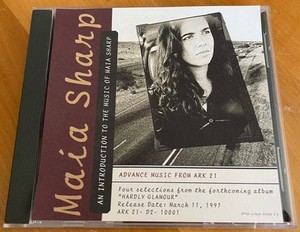 Maia Sharp
AN INTRODUCTION TO THE MUSIC OF MAIA SHARP
ADVANCE MUSIC FROM ARK 21
Four selections from the forthcoming album
"HARDLY GLAMOUR"
Release Date: March 11, 1997
ARK 21- D2- 10001